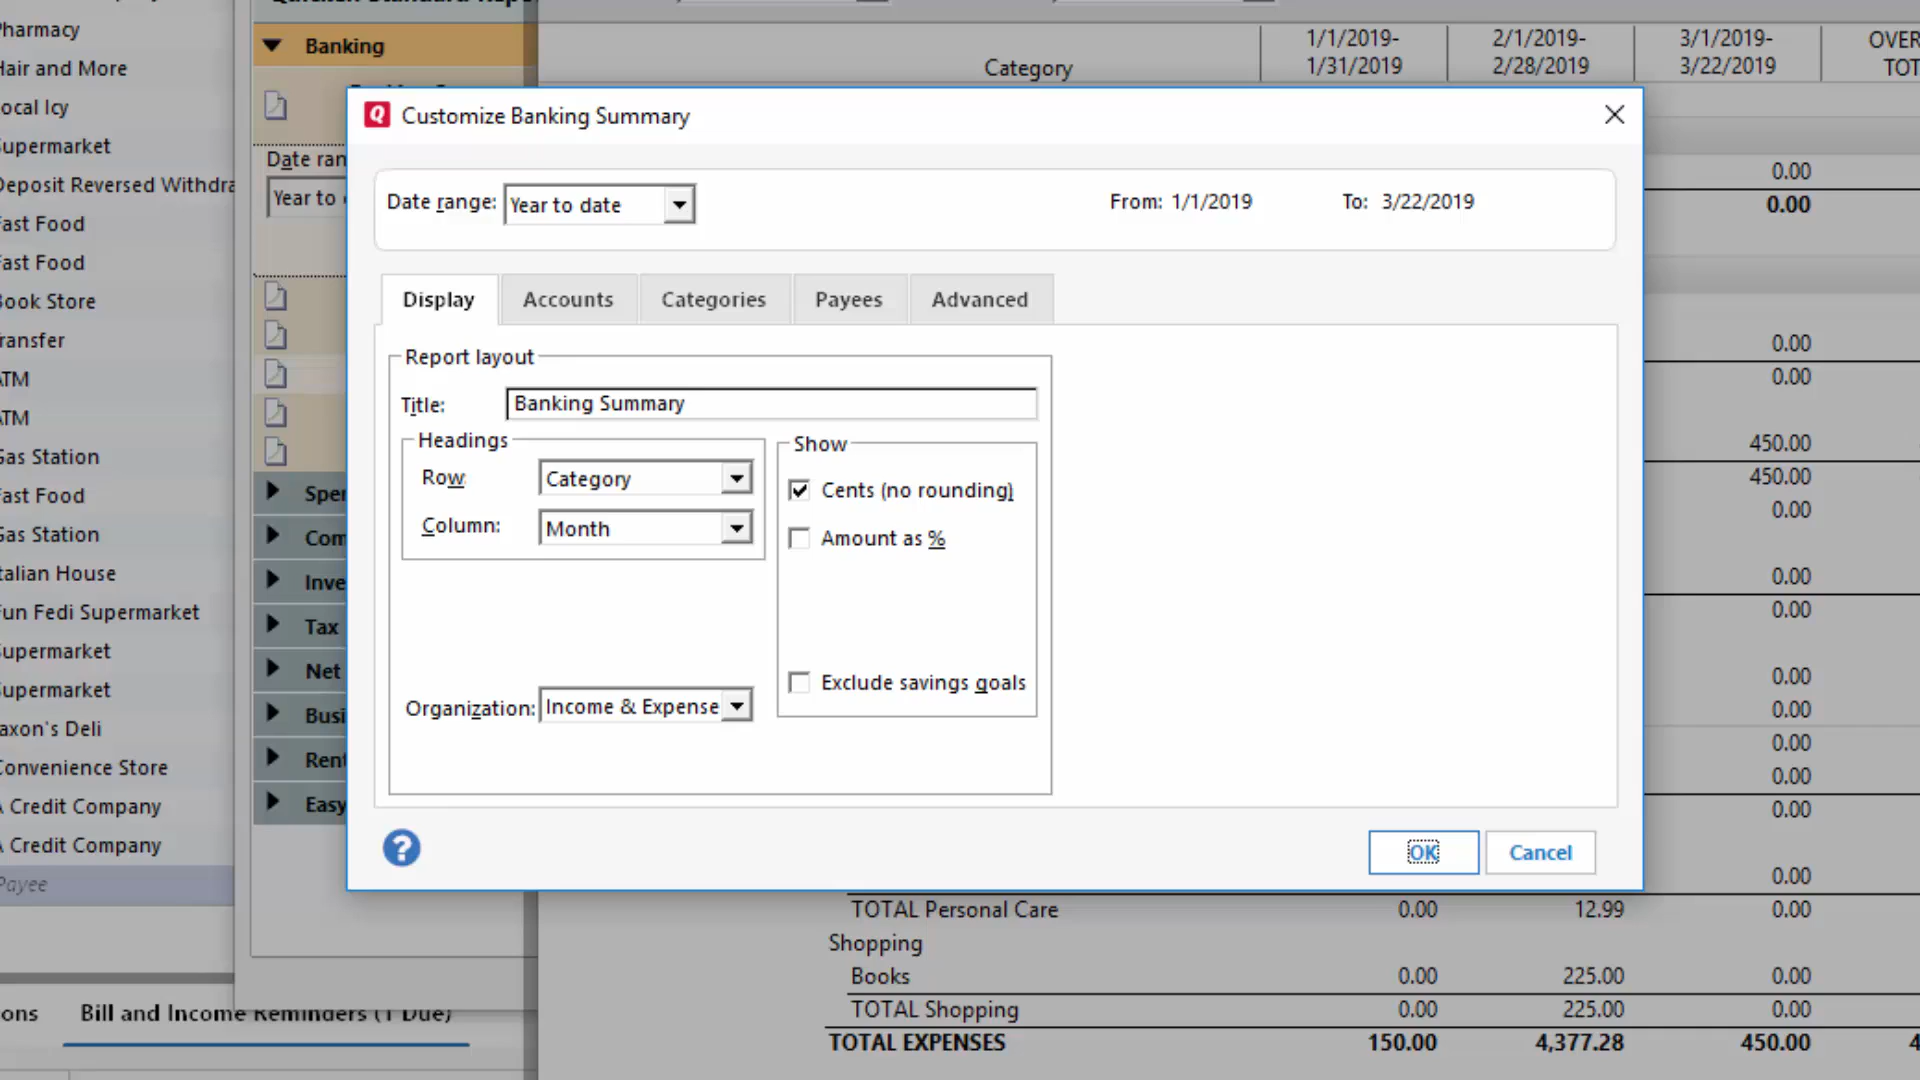 Pharmacy
Hair and More
Local Icy
Supermarket
Deposit Reversed Withdra
Fast Food
Fast Food
Book Store
Transfer
ATM
ATM
Gas Station
Fast Food
Gas Station
Italian House
Fun Fedi Supermarket
Supermarket
Supermarket
axon's Deli
Convenience Store
A Credit Company
A Credit Company
Payee
ons
Bill and Income Reminders (1 Due)
Banking
Date ran
Year to
Spe
Com
Inve
Tax
Net
Busi
Ren
Easy
Category
1/1/2019-
1/31/2019
2/1/2019-
2/28/2019
3/1/2019-
3/22/2019
OVER
TOT
Customize Banking Summary
Date range:
Year to date
From: 1/1/2019
To: 3/22/2019
Display
Accounts
Categories
Payees
Advanced
Report layout
Title:
Banking Summary
Headings
Row:
Category
Column:
Month
Organization:
Income & Expense
Show
Cents (no rounding)
Amount as %
Exclude savings goals
?
OK
Cancel
0.00
0.00
0.00
0.00
450.00
450.00
0.00
0.00
0.00
0.00
0.00
0.00
0.00
0.00
0.00
TOTAL Personal Care 0.00 12.99 0.00
Shopping
Books 0.00 225.00 0.00
TOTAL Shopping 0.00 225.00 0.00
TOTAL EXPENSES 150.00 4,377.28 450.00 4